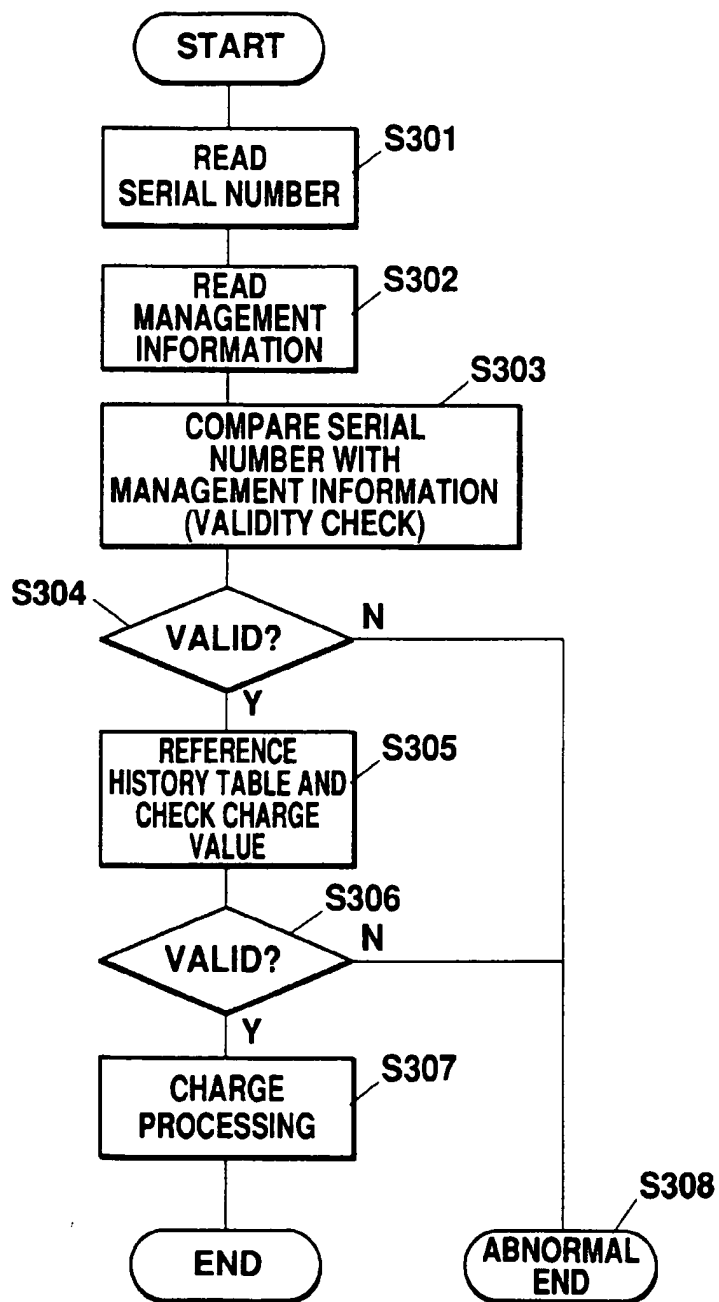 START
S301
READ
SERIAL NUMBER
S302
READ
MANAGEMENT
INFORMATION
S303
COMPARE SERIAL
NUMBER WITH
MANAGEMENT INFORMATION
(VALIDITY CHECK)
S304
VALID?
N
Y
S305
REFERENCE
HISTORY TABLE AND
CHECK CHARGE
VALUE
S306
VALID?
N
Y
S307
CHARGE
PROCESSING
S308
END
ABNORMAL
END